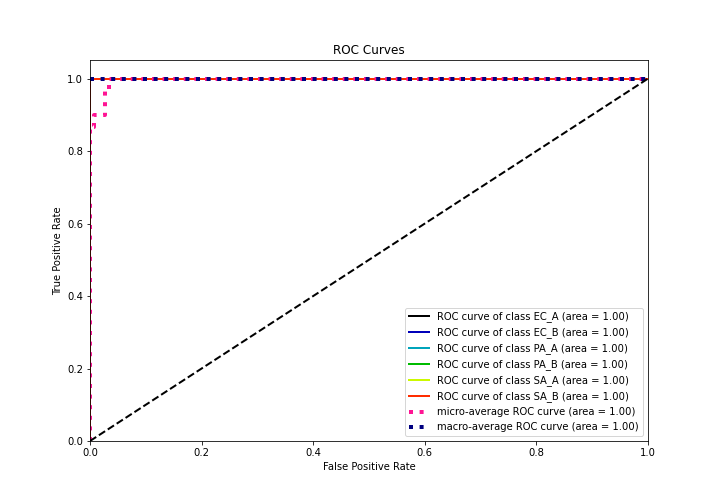 ROC Curves
1.0
0.8
0.6
0.4
0.2
0.0
True Positive Rate
0.0 0.2 0.4 0.6 0.8 1.0
False Positive Rate
ROC curve of class EC_A (area = 1.00)
ROC curve of class EC_B (area = 1.00)
ROC curve of class PA_A (area = 1.00)
ROC curve of class PA_B (area = 1.00)
ROC curve of class SA_A (area = 1.00)
ROC curve of class SA_B (area = 1.00)
micro-average ROC curve (area = 1.00)
macro-average ROC curve (area = 1.00)